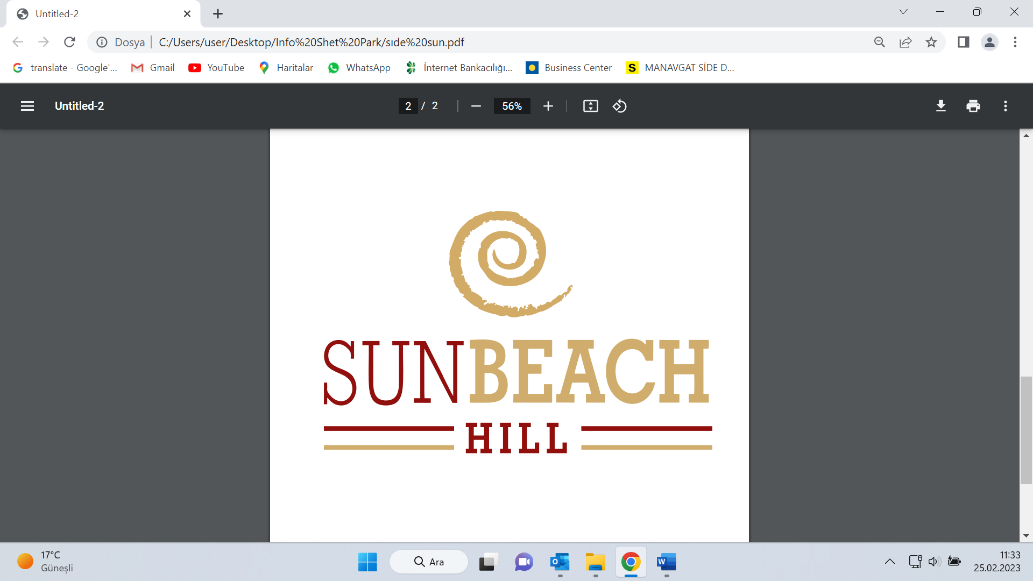 Untitled-2
Dosya | C:/Users/user/Desktop/Info%20Shet%20Park/sıde%20sun.pdf
translate - Google'... Gmail YouTube Haritalar WhatsApp İnternet Bankacılığı... Business Center S MANAVGAT SİDE D...
Untitled-2 2 / 2 56%
SUNBEACH
HILL
17°C
Güneşli
Ara
11:33
25.02.2023